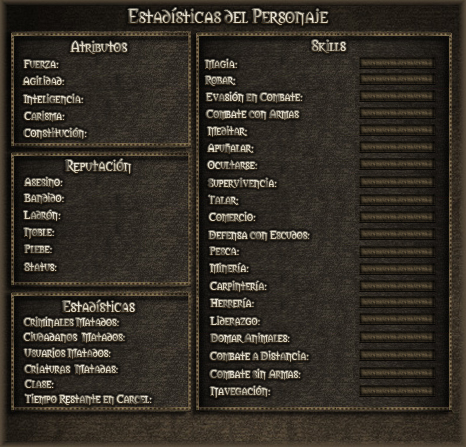 Estadísticas del Personaje
Atributos
Fuerza:
Agilidad:
Inteligencia:
Carisma:
Constitución:
Reputación
Asesino:
Bandido:
Ladrón:
Noble:
Plebe:
Status:
Estadísticas
Criminales Matados:
Ciudadanos Matados:
Usuarios Matados:
Criaturas Matadas:
Clase:
Tiempo Restante en Carcel:
Skills
Magia:
Robar:
Evasión en Combate:
Combate con Armas
Meditar:
Apuñalar:
Ocultarse:
Supervivencia:
Talar:
Comercio:
Defensa con Escudos:
Pesca:
Minería:
Carpintería:
Herrería:
Liderazgo:
Domar Animales:
Combate a Distancia:
Combate sin Armas:
Navegación: